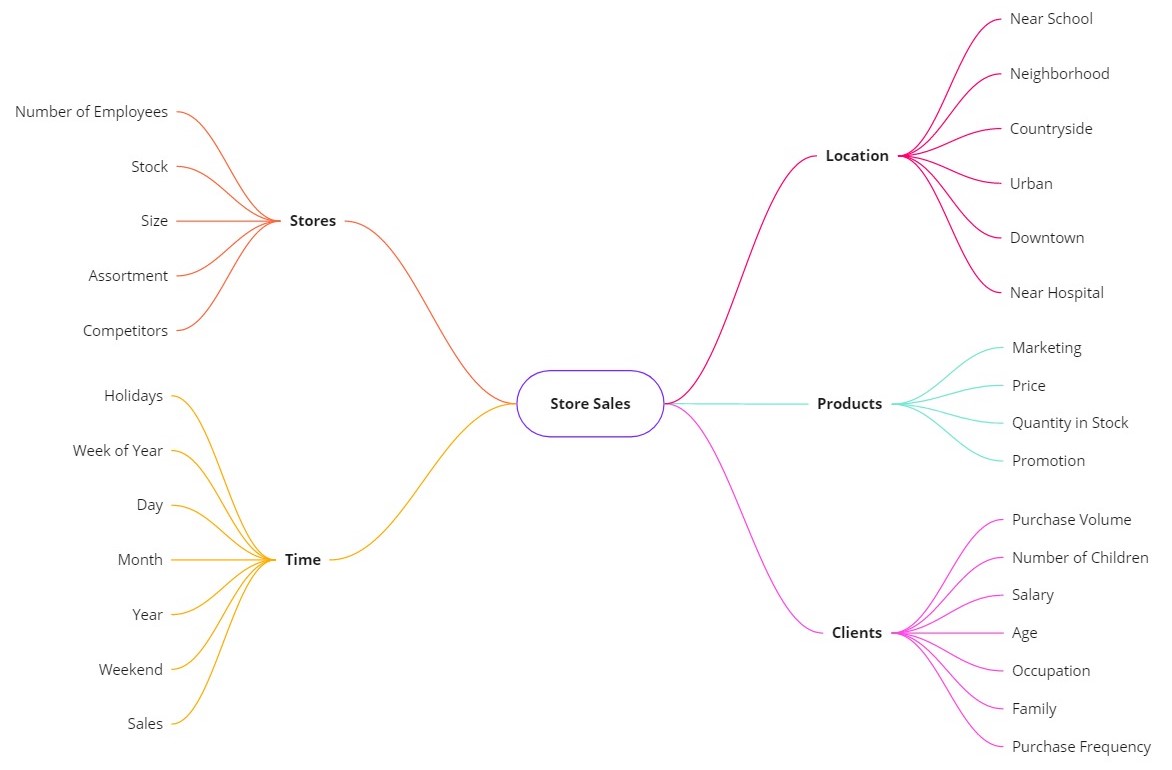 Store Sales
Stores
Number of Employees
Stock
Size
Assortment
Competitors
Time
Holidays
Week of Year
Day
Month
Year
Weekend
Sales
Location
Near School
Neighborhood
Countryside
Urban
Downtown
Near Hospital
Products
Marketing
Price
Quantity in Stock
Promotion
Clients
Purchase Volume
Number of Children
Salary
Age
Occupation
Family
Purchase Frequency